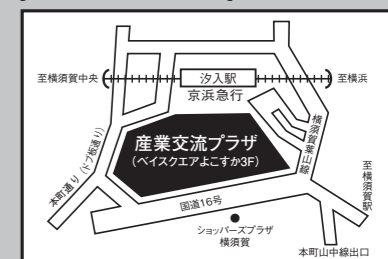 至横須賀中央
汐入駅
至横浜
京浜急行
産業交流プラザ
(ベイスクエアよこすか3F)
本町通り(ドブ板通り)
横須賀葉山線
至横須賀駅
国道16号
ショッパーズプラザ
横須賀
本町山中線出口